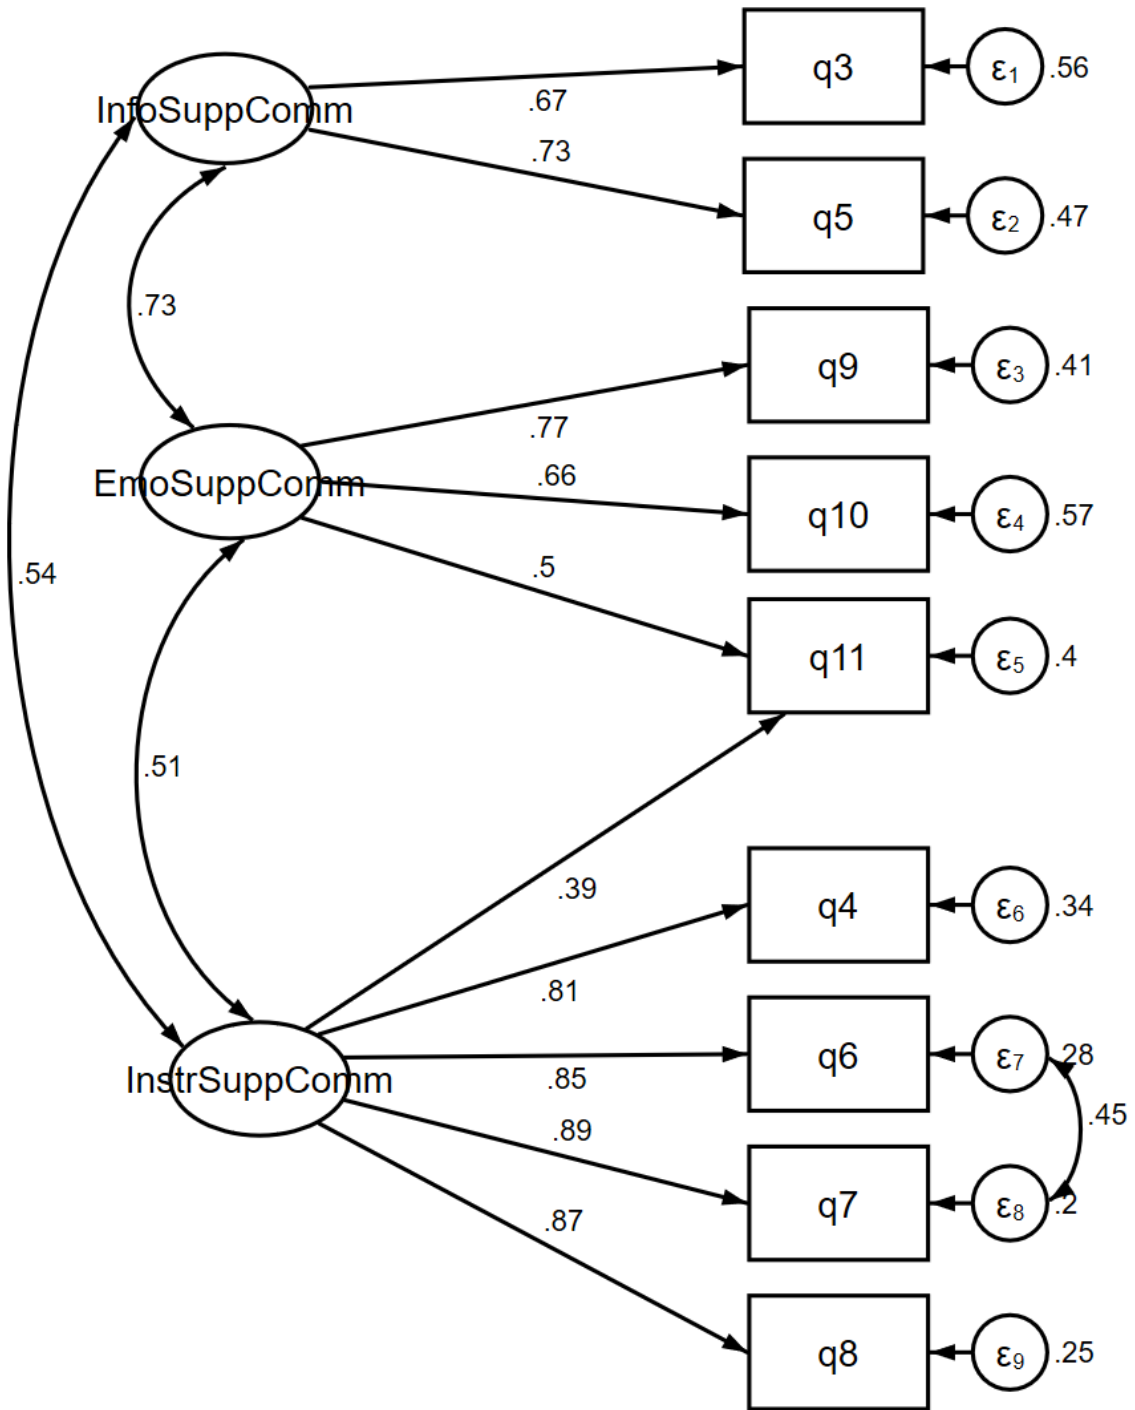 q3
ε1
.56
InfoSuppComm
.67
.73
q5
ε2
.47
.73
q9
ε3
.41
.77
EmoSuppComm
.66
q10
ε4
.57
.5
.54
q11
ε5
.4
.51
.39
q4
ε6
.34
.81
q6
ε7
.28
InstrSuppComm
.85
.45
.89
q7
ε8
.2
.87
q8
ε9
.25